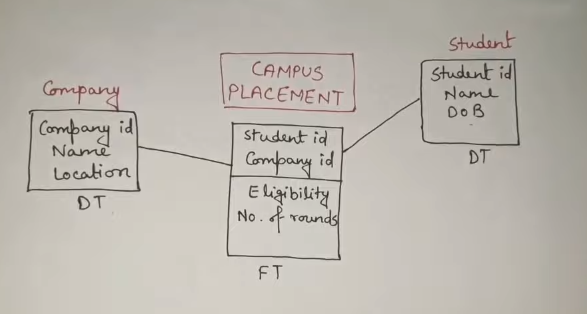 Student
Student id
Name
DOB
DT
CAMPUS
PLACEMENT
Company
Company id
Name
Location
DT
Student id
Company id
Eligibility
No. of rounds
FT